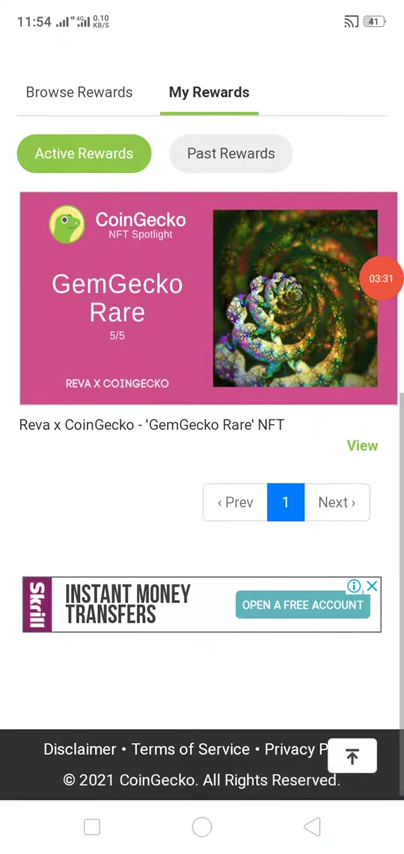 11:54 4G 0.10 KB/S 41
Browse Rewards My Rewards
Active Rewards Past Rewards
CoinGecko
NFT Spotlight
GemGecko
Rare
5/5
REVA X COINGECKO
03:31
Reva x CoinGecko - 'GemGecko Rare' NFT
View
‹ Prev 1 Next ›
Skrill
INSTANT MONEY
TRANSFERS
OPEN A FREE ACCOUNT
Disclaimer • Terms of Service • Privacy P
© 2021 CoinGecko. All Rights Reserved.